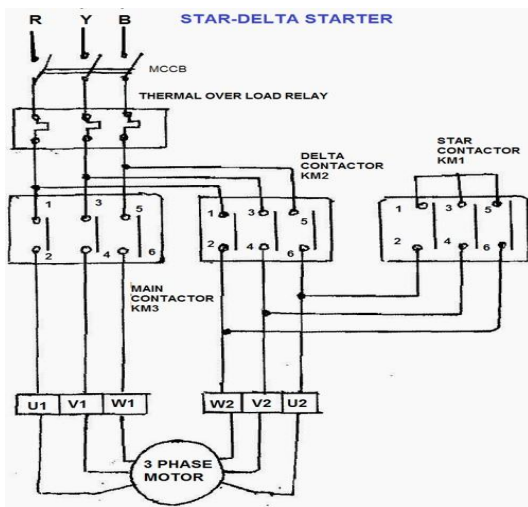 STAR-DELTA STARTER
R Y B
MCCB
THERMAL OVER LOAD RELAY
STAR
CONTACTOR
KM1
DELTA
CONTACTOR
KM2
1 3 5
2 4 6
1 3 5
2 4 6
1 3 5
2 4 6
MAIN
CONTACTOR
KM3
U1 V1 W1
W2 V2 U2
3 PHASE
MOTOR